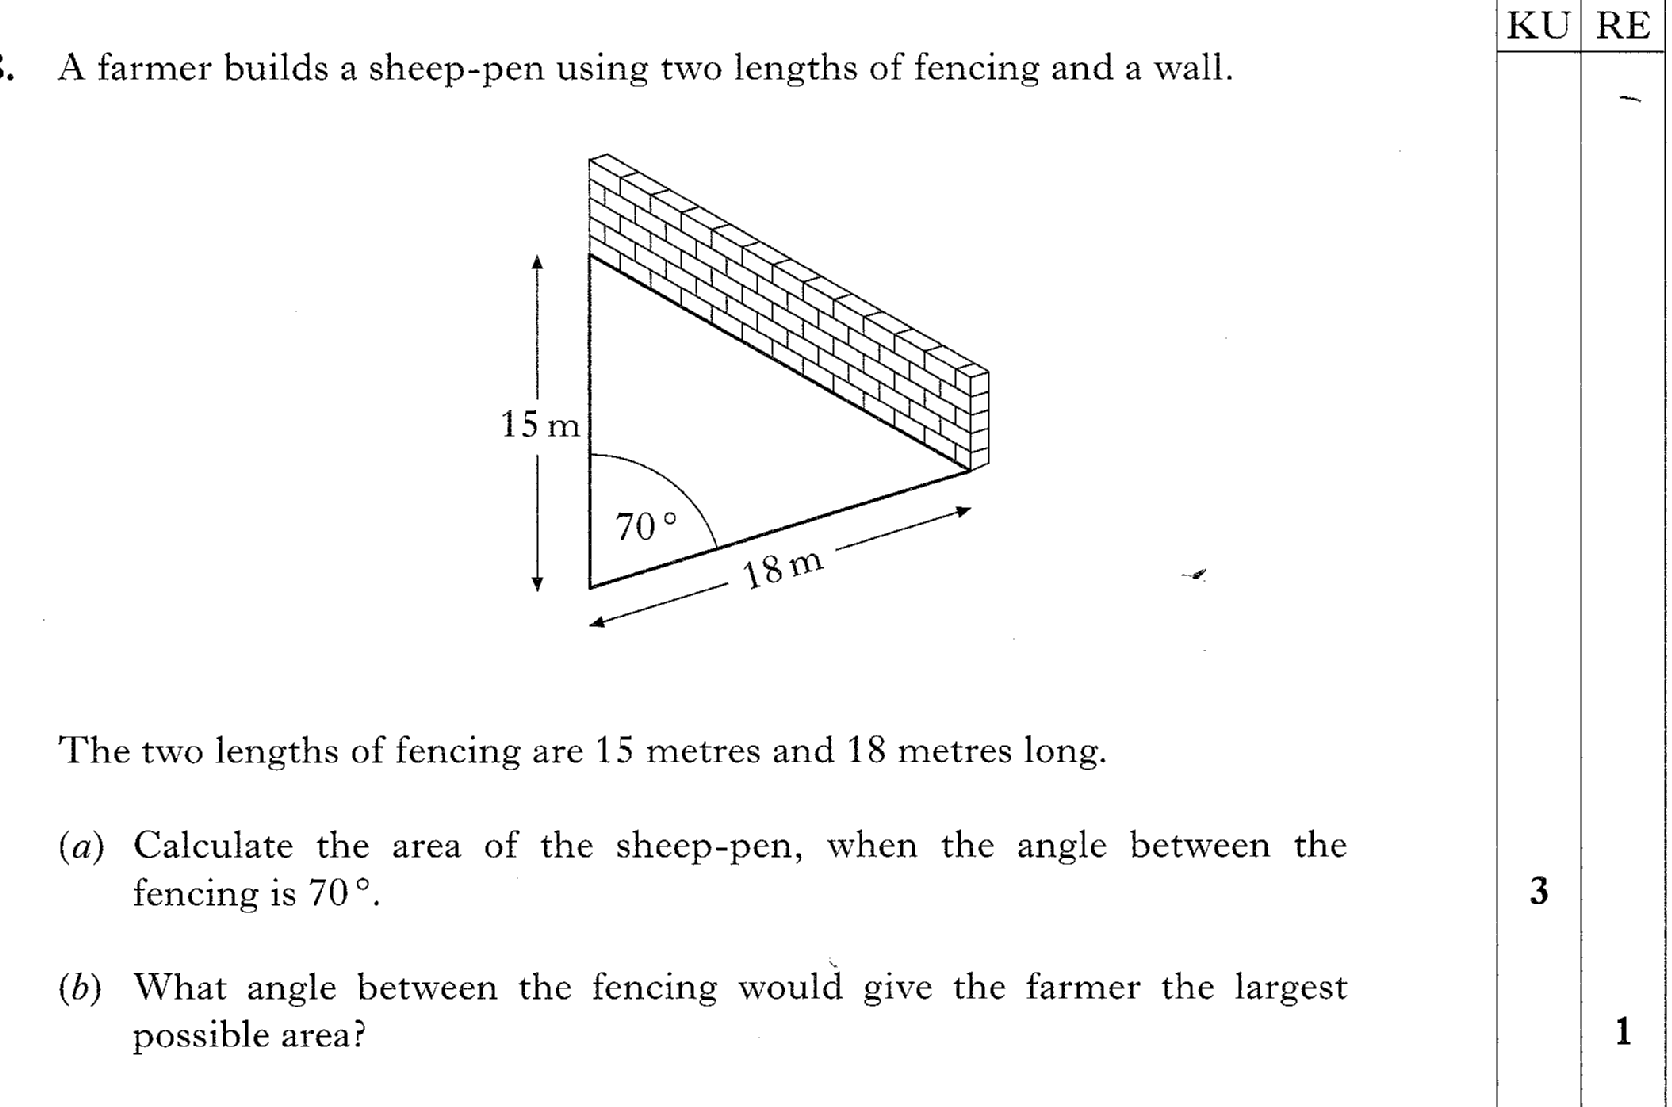 KU RE
. A farmer builds a sheep-pen using two lengths of fencing and a wall.
15 m
70°
18 m
The two lengths of fencing are 15 metres and 18 metres long.
(a) Calculate the area of the sheep-pen, when the angle between the
fencing is 70°.
3
(b) What angle between the fencing would give the farmer the largest
possible area?
1